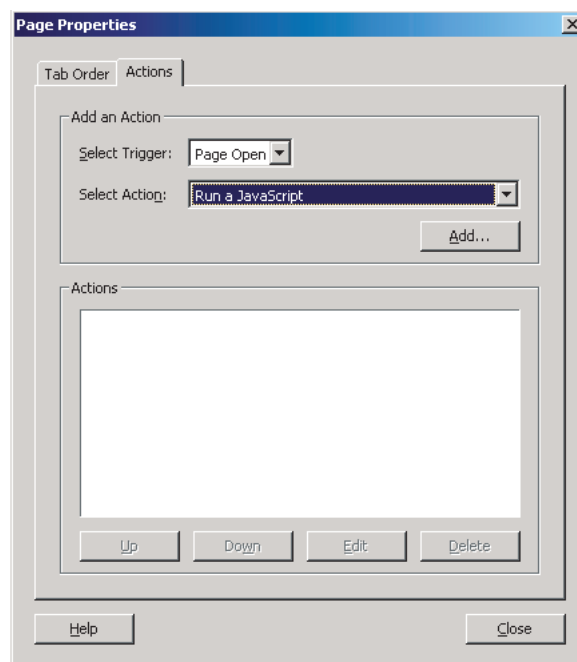 Page Properties
Tab Order Actions
Add an Action
Select Trigger: Page Open
Select Action: Run a JavaScript
Add...
Actions
Up Down Edit Delete
Help Close